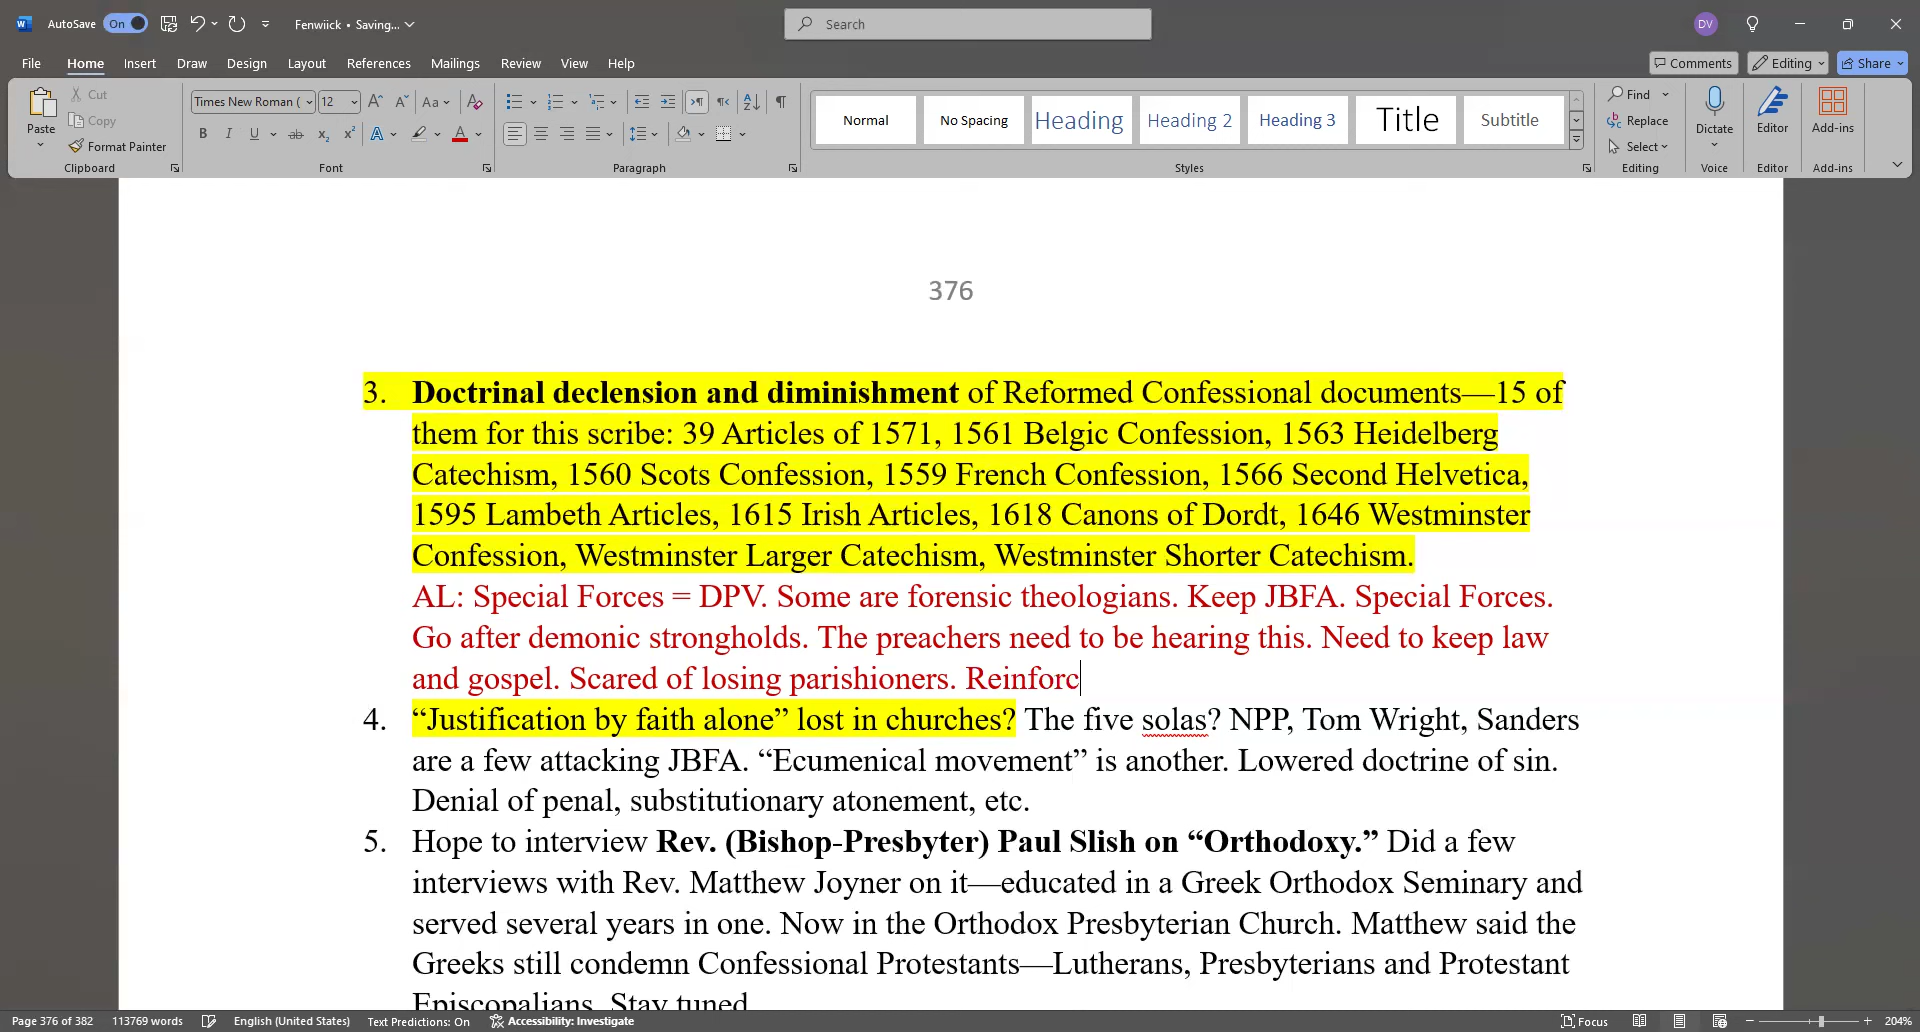 AutoSave On Fenwiick • Saving... Search DV
File Home Insert Draw Design Layout References Mailings Review View Help Comments Editing Share
Paste Cut Copy Format Painter Clipboard
Times New Roman ( 12 Font
Paragraph
Normal No Spacing Heading Heading 2 Heading 3 Title Subtitle Styles
Find Replace Select Editing
Dictate Voice
Editor Editor
Add-ins Add-ins
376
3. Doctrinal declension and diminishment of Reformed Confessional documents—15 of
them for this scribe: 39 Articles of 1571, 1561 Belgic Confession, 1563 Heidelberg
Catechism, 1560 Scots Confession, 1559 French Confession, 1566 Second Helvetica,
1595 Lambeth Articles, 1615 Irish Articles, 1618 Canons of Dordt, 1646 Westminster
Confession, Westminster Larger Catechism, Westminster Shorter Catechism.
AL: Special Forces = DPV. Some are forensic theologians. Keep JBFA. Special Forces.
Go after demonic strongholds. The preachers need to be hearing this. Need to keep law
and gospel. Scared of losing parishioners. Reinforc
4. “Justification by faith alone” lost in churches? The five solas? NPP, Tom Wright, Sanders
are a few attacking JBFA. “Ecumenical movement” is another. Lowered doctrine of sin.
Denial of penal, substitutionary atonement, etc.
5. Hope to interview Rev. (Bishop-Presbyter) Paul Slish on “Orthodoxy.” Did a few
interviews with Rev. Matthew Joyner on it—educated in a Greek Orthodox Seminary and
served several years in one. Now in the Orthodox Presbyterian Church. Matthew said the
Greeks still condemn Confessional Protestants—Lutherans, Presbyterians and Protestant
Episcopalians. Stay tuned
Page 376 of 382 113769 words English (United States) Text Predictions: On Accessibility: Investigate Focus 204%